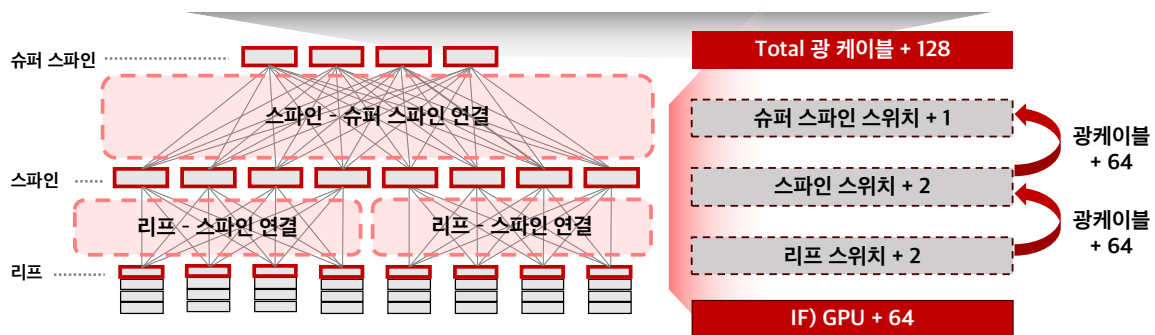 슈퍼 스파인
스파인 - 슈퍼 스파인 연결
스파인
리프 - 스파인 연결
리프 - 스파인 연결
리프
Total 광 케이블 + 128
슈퍼 스파인 스위치 + 1
광케이블
+ 64
스파인 스위치 + 2
광케이블
+ 64
리프 스위치 + 2
IF) GPU + 64